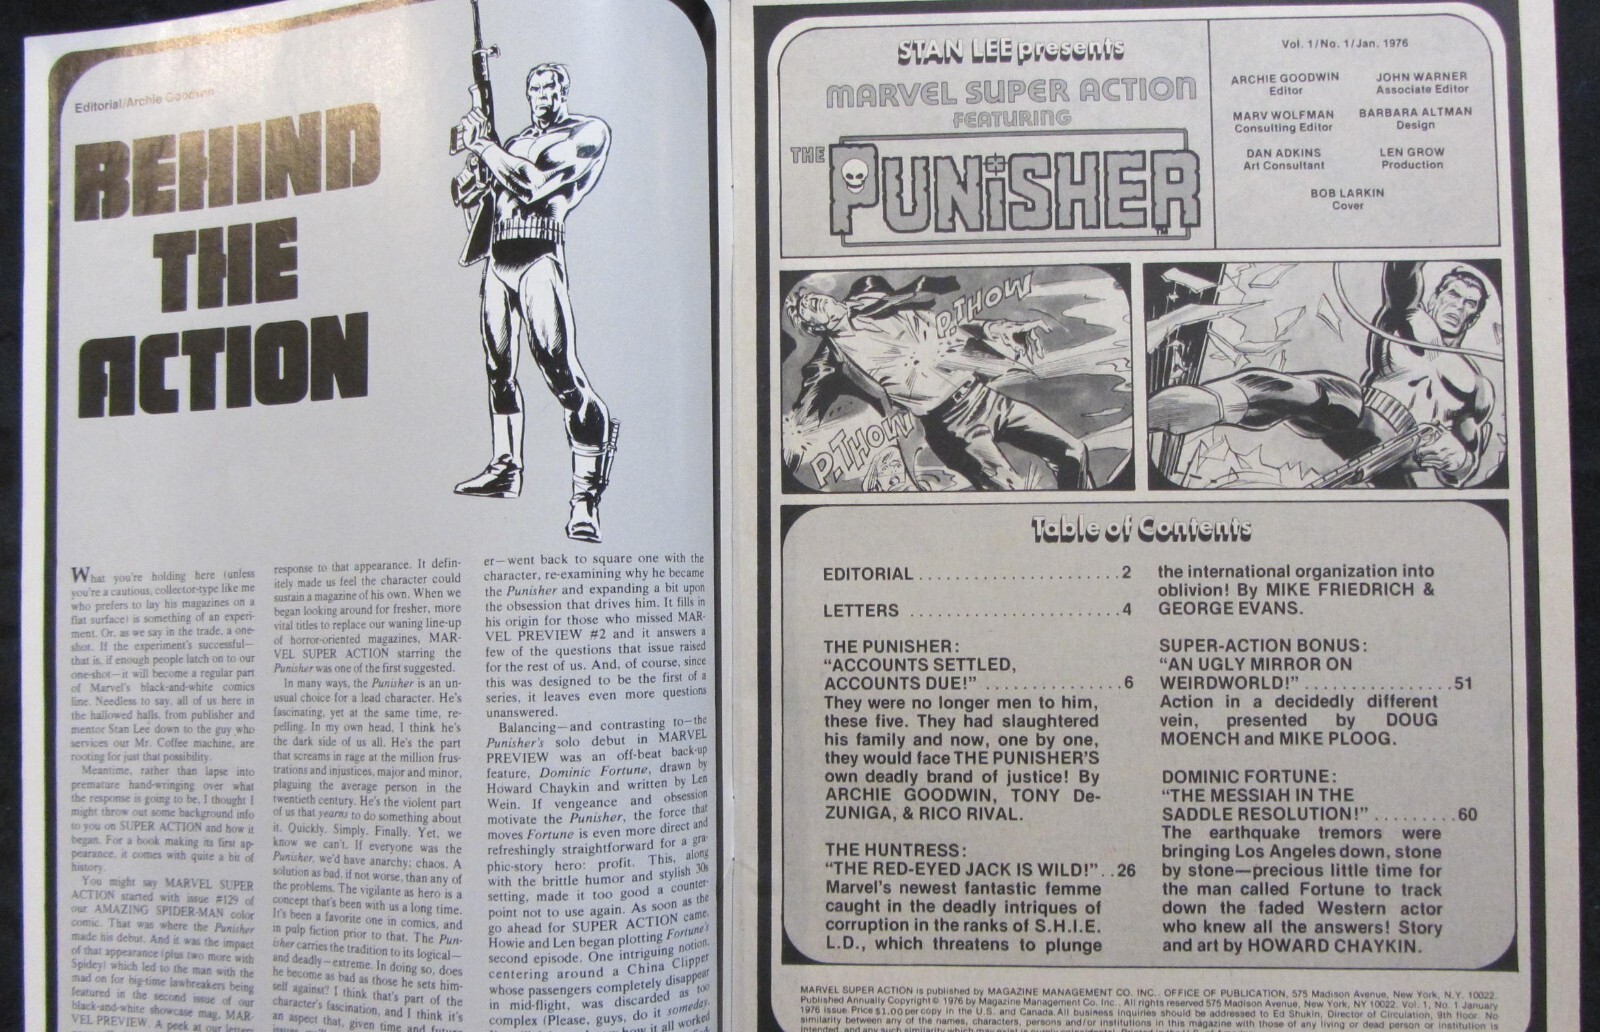 Editorial/Archie Goodwin
BEHIND
THE
ACTION
What you're holding here (unless
you're a cautious, collector-type like me
who prefers to lay his magazines on a
flat surface) is something of an experi-
ment. Or, as we say in the trade, a one-
shot. If the experiment's successful—
that is, if enough people latch on to our
one-shot—it will become a regular part
of Marvel's black-and-white comics
line. Needless to say, all of us here in
the hallowed halls, from publisher and
mentor Stan Lee down to the guy who
services our Mr. Coffee machine, are
rooting for just that possibility.
Meantime, rather than lapse into
premature hand-wringing over what
the response is going to be, I thought I
might throw out some background info
to you on SUPER ACTION and how it
began. For a book making its first ap-
pearance, it comes with quite a bit of
history.
You might say MARVEL SUPER
ACTION started with issue #129 of
our AMAZING SPIDER-MAN color
comic. That was where the Punisher
made his debut. And it was the impact
of that appearance (plus two more with
Spidey) which led to the man with the
mad on for big-time lawbreakers being
featured in the second issue of our
black-and-white showcase mag, MAR-
VEL PREVIEW. A peek at our letters
response to that appearance. It defin-
itely made us feel the character could
sustain a magazine of his own. When we
began looking around for fresher, more
vital titles to replace our waning line-up
of horror-oriented magazines, MAR-
VEL SUPER ACTION starring the
Punisher was one of the first suggested.
In many ways, the Punisher is an un-
usual choice for a lead character. He's
fascinating, yet at the same time, re-
pelling. In my own head, I think he's
the dark side of us all. He's the part
that screams in rage at the million frus-
trations and injustices, major and minor,
plaguing the average person in the
twentieth century. He's the violent part
of us that yearns to do something about
it. Quickly. Simply. Finally. Yet, we
know we can't. If everyone was the
Punisher, we'd have anarchy; chaos. A
solution as bad, if not worse, than any of
the problems. The vigilante as hero is a
concept that's been with us a long time.
It's been a favorite one in comics, and
in pulp fiction prior to that. The Pun-
isher carries the tradition to its logical—
and deadly—extreme. In doing so, does
he become as bad as those he sets him-
self against? I think that's part of the
character's fascination, and I think it's
an aspect that, given time and future
er—went back to square one with the
character, re-examining why he became
the Punisher and expanding a bit upon
the obsession that drives him. It fills in
his origin for those who missed MAR-
VEL PREVIEW #2 and it answers a
few of the questions that issue raised
for the rest of us. And, of course, since
this was designed to be the first of a
series, it leaves even more questions
unanswered.
Balancing—and contrasting to—the
Punisher's solo debut in MARVEL
PREVIEW was an off-beat back-up
feature, Dominic Fortune, drawn by
Howard Chaykin and written by Len
Wein. If vengeance and obsession
motivate the Punisher, the force that
moves Fortune is even more direct and
refreshingly straightforward for a gra-
phic-story hero: profit. This, along
with the brittle humor and stylish 30s
setting, made it too good a counter-
point not to use again. As soon as the
go ahead for SUPER ACTION came,
Howie and Len began plotting Fortune's
second episode. One intriguing notion,
centering around a China Clipper
whose passengers completely disappear
in mid-flight, was discarded as too
complex (Please, guys, do it someday.
how it all worked
STAN LEE presents
MARVEL SUPER ACTION
FEATURING
THE PUNISHER
TM
Vol. 1/No. 1/Jan. 1976
ARCHIE GOODWIN
Editor
JOHN WARNER
Associate Editor
MARV WOLFMAN
Consulting Editor
BARBARA ALTMAN
Design
DAN ADKINS
Art Consultant
LEN GROW
Production
BOB LARKIN
Cover
P.THOW
P.THOW
Table of Contents
EDITORIAL . . . . . . . . . . . . . . . . . . . . . 2
LETTERS . . . . . . . . . . . . . . . . . . . . . . 4
THE PUNISHER:
"ACCOUNTS SETTLED,
ACCOUNTS DUE!" . . . . . . . . . . . . . . 6
They were no longer men to him,
these five. They had slaughtered
his family and now, one by one,
they would face THE PUNISHER'S
own deadly brand of justice! By
ARCHIE GOODWIN, TONY De-
ZUNIGA, & RICO RIVAL.
THE HUNTRESS:
"THE RED-EYED JACK IS WILD!" . . 26
Marvel's newest fantastic femme
caught in the deadly intriques of
corruption in the ranks of S.H.I.E.
L.D., which threatens to plunge
the international organization into
oblivion! By MIKE FRIEDRICH &
GEORGE EVANS.
SUPER-ACTION BONUS:
"AN UGLY MIRROR ON
WEIRDWORLD!" . . . . . . . . . . . . . . . 51
Action in a decidedly different
vein, presented by DOUG
MOENCH and MIKE PLOOG.
DOMINIC FORTUNE:
"THE MESSIAH IN THE
SADDLE RESOLUTION!" . . . . . . . . . 60
The earthquake tremors were
bringing Los Angeles down, stone
by stone—precious little time for
the man called Fortune to track
down the faded Western actor
who knew all the answers! Story
and art by HOWARD CHAYKIN.
MARVEL SUPER ACTION is published by MAGAZINE MANAGEMENT CO. INC., OFFICE OF PUBLICATION, 575 Madison Avenue, New York, N.Y. 10022.
Published Annually Copyright © 1976 by Magazine Management Co. Inc., All rights reserved 575 Madison Avenue, New York, NY 10022. Vol. 1, No. 1 January
1976 issue. Price $1.00 per copy in the U.S. and Canada. All business inquiries should be addressed to Ed Shukin, Director of Circulation, 9th floor. No
similarity between any of the names, characters, persons and/or institutions in this magazine with those of any living or dead person or institution is